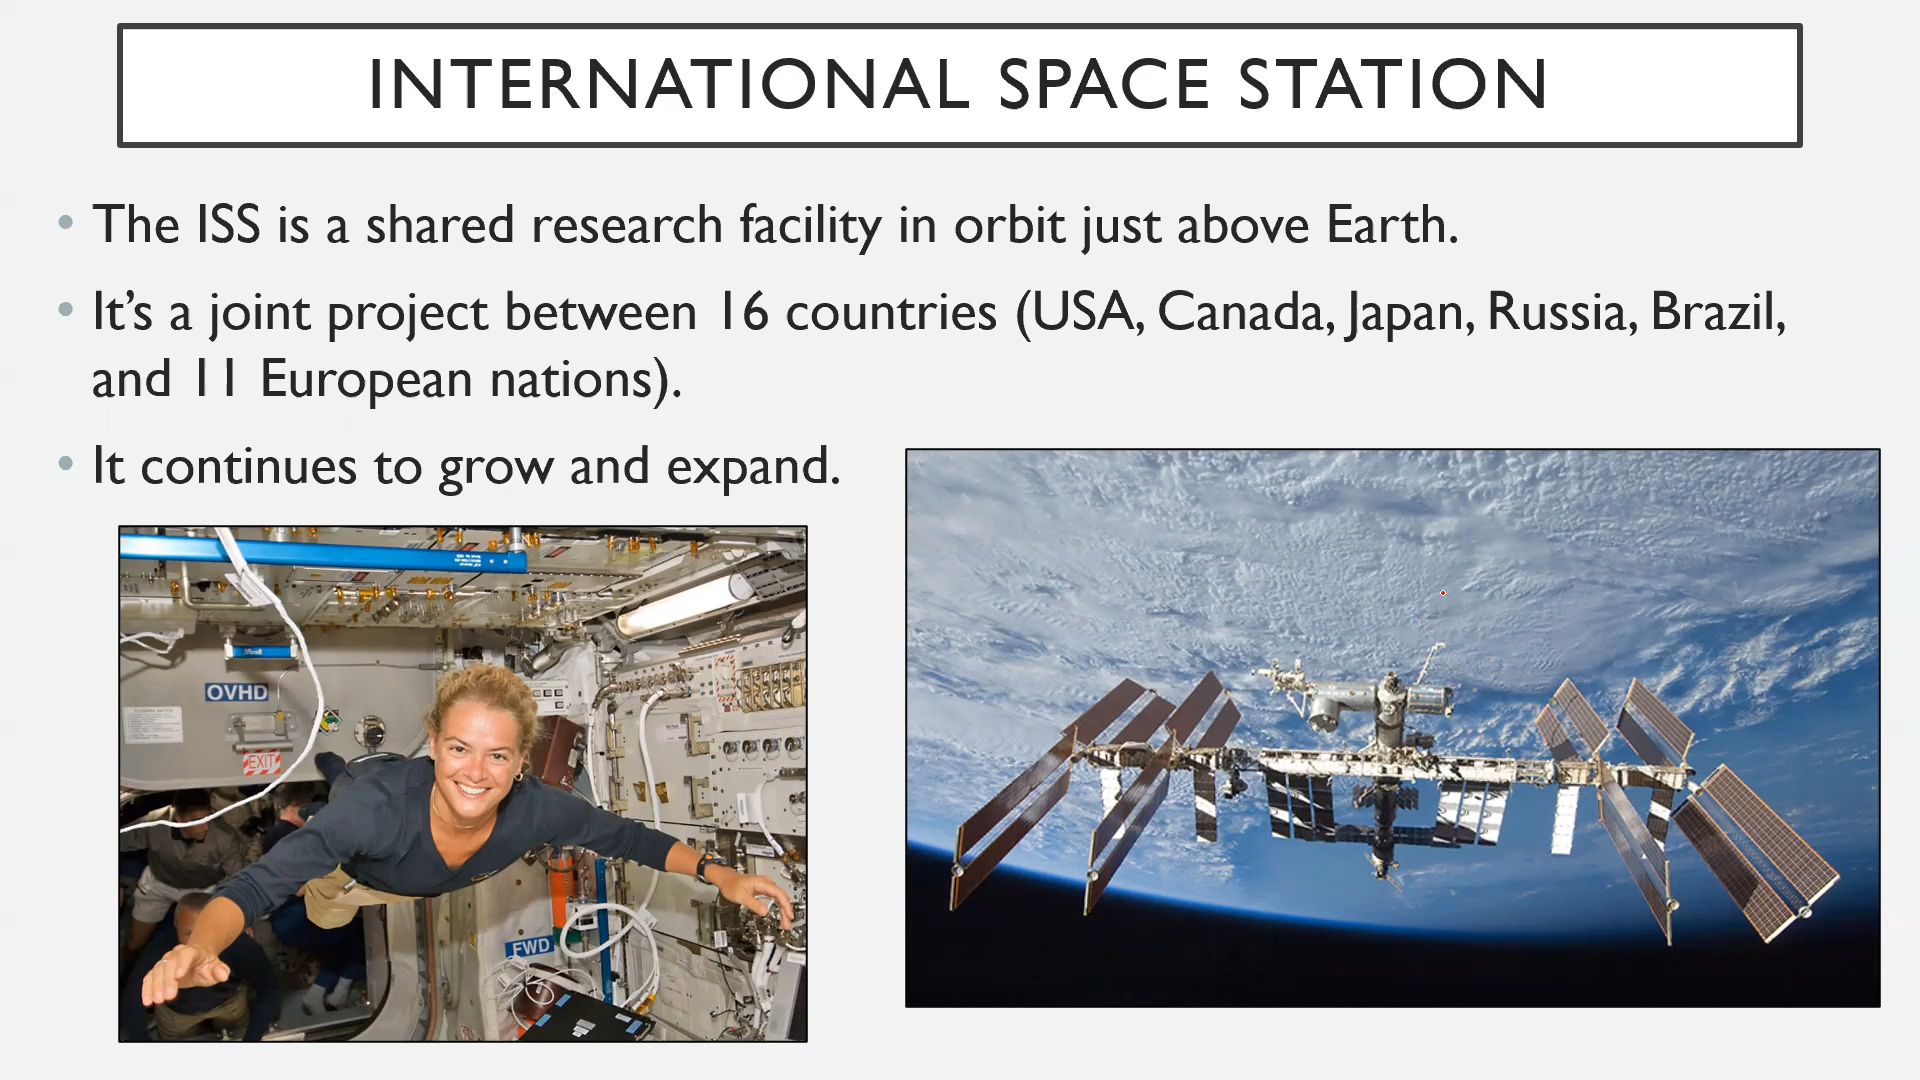 INTERNATIONAL SPACE STATION
• The ISS is a shared research facility in orbit just above Earth.
• It’s a joint project between 16 countries (USA, Canada, Japan, Russia, Brazil,
and 11 European nations).
• It continues to grow and expand.
OVHD
EXIT
FWD